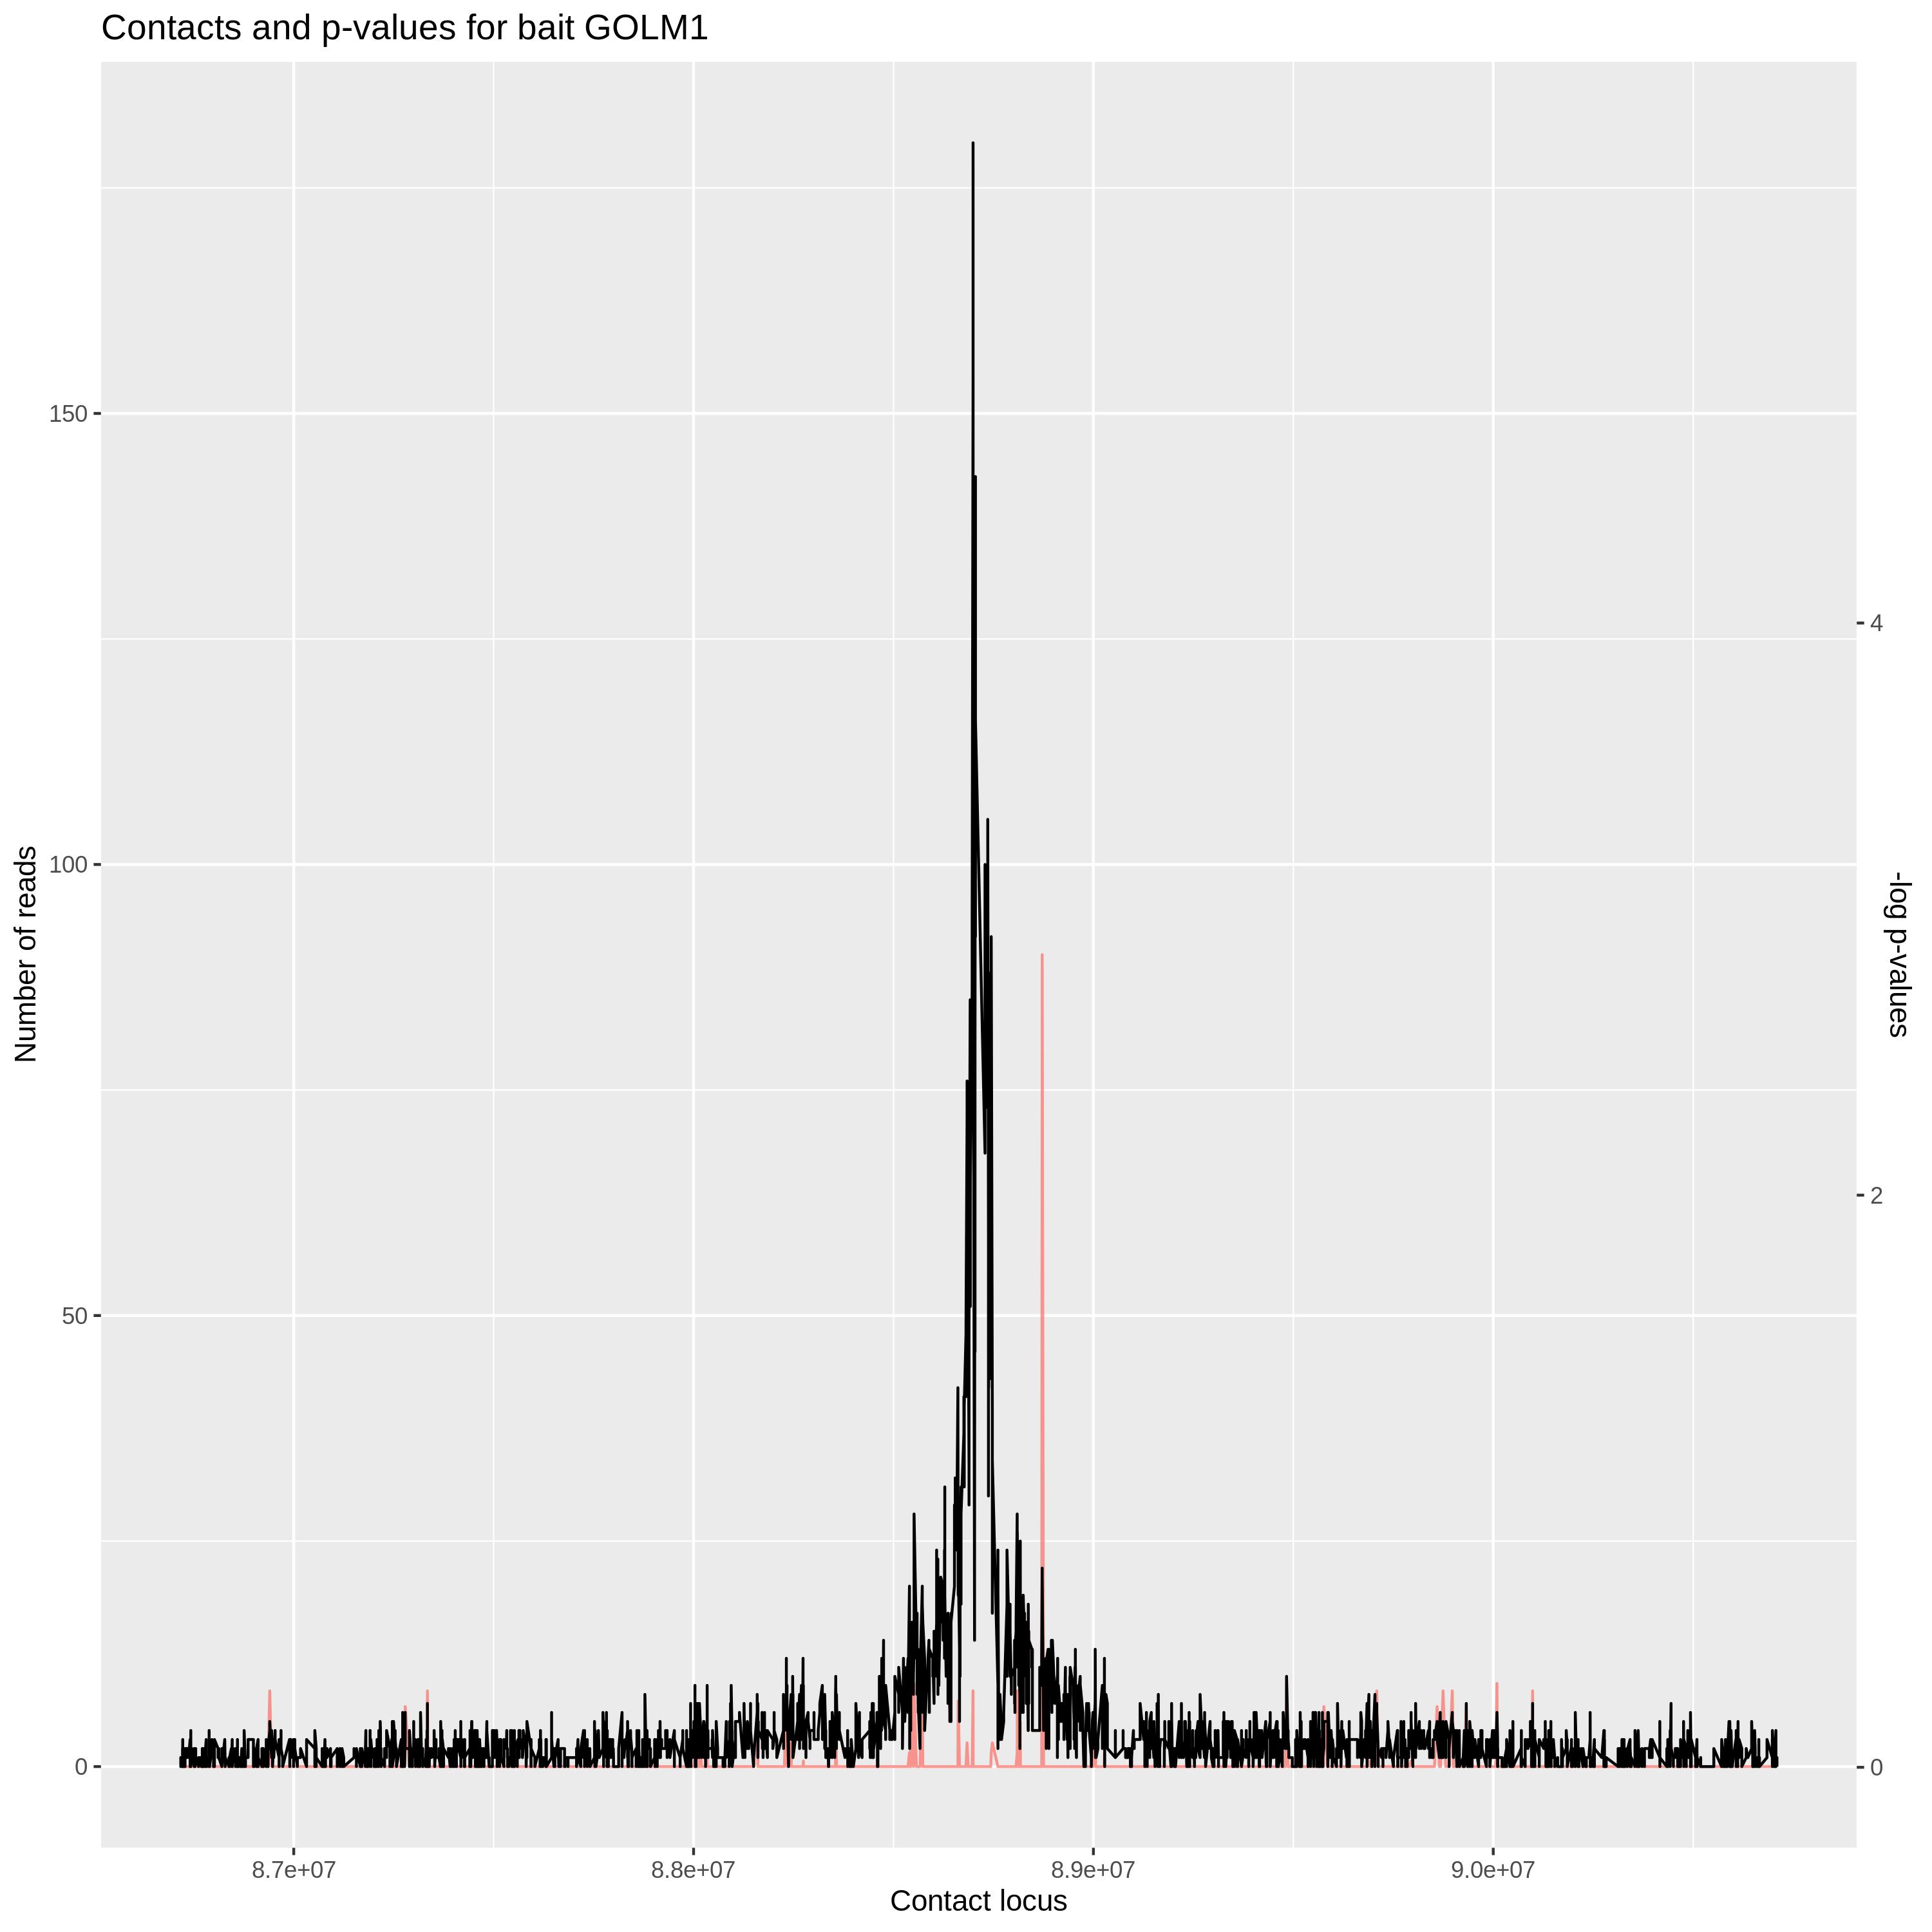 Contacts and p-values for bait GOLM1
150
100
50
0
Number of reads
4
2
0
-log p-values
8.7e+07
8.8e+07
8.9e+07
9.0e+07
Contact locus